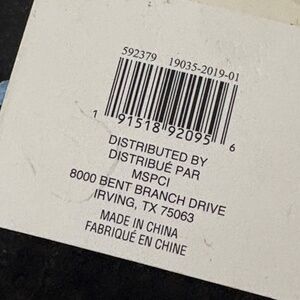 592379 19035-2019-01
1 91518 92095 6
DISTRIBUTED BY
DISTRIBUÉ PAR
MSPCI
8000 BENT BRANCH DRIVE
IRVING, TX 75063
MADE IN CHINA
FABRIQUÉ EN CHINE